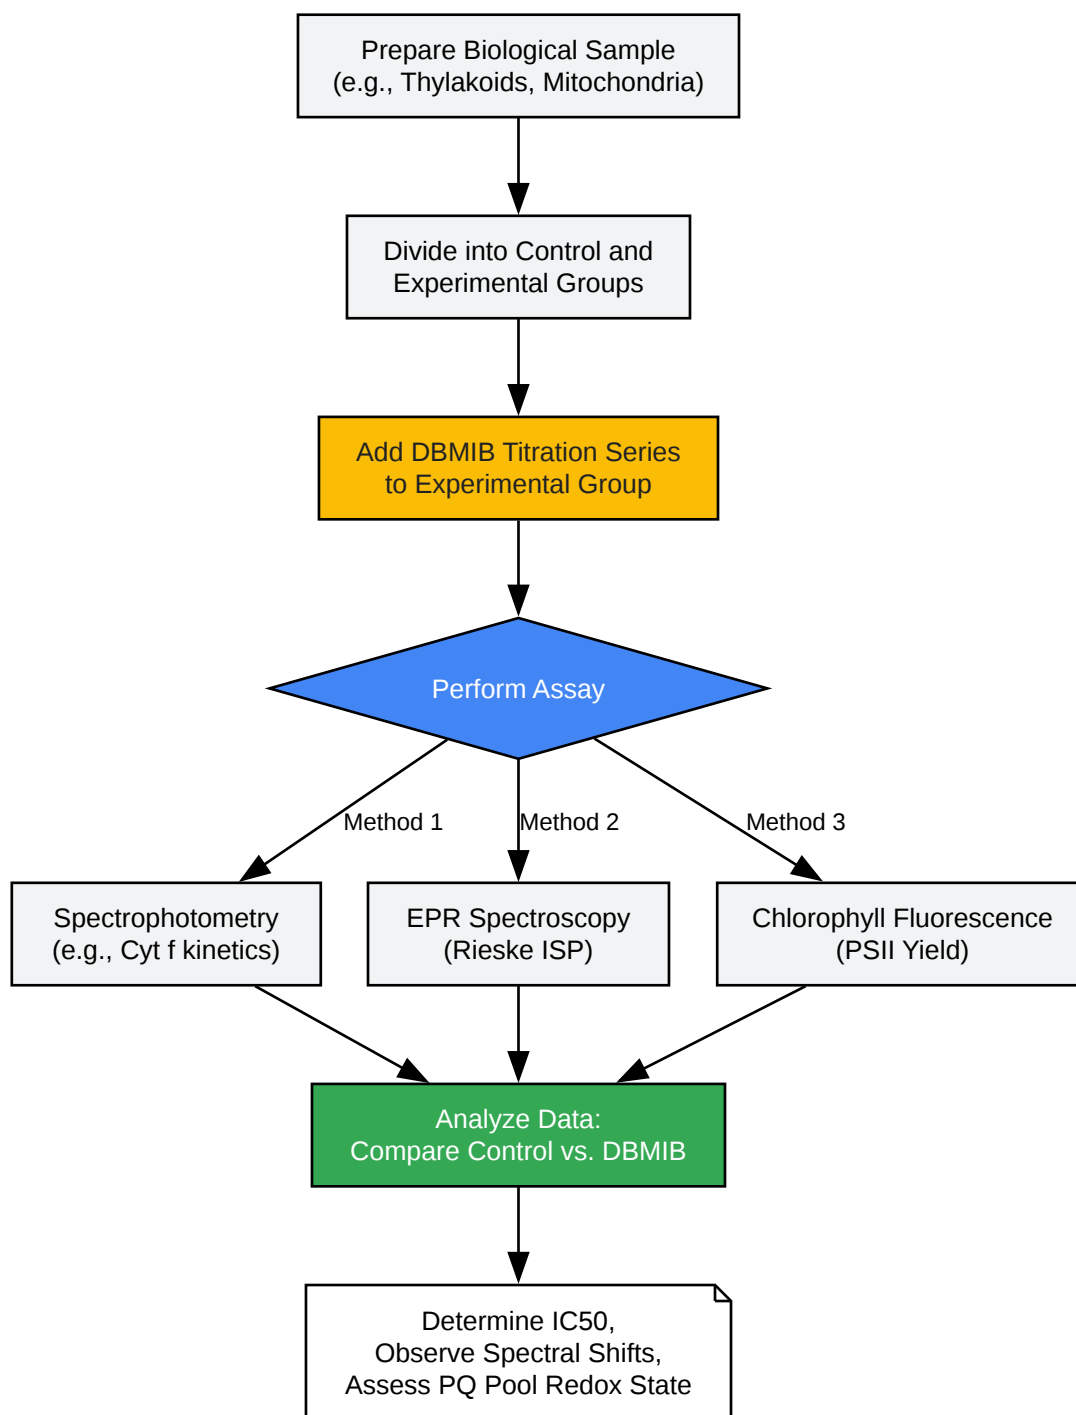 Prepare Biological Sample
(e.g., Thylakoids, Mitochondria)
Divide into Control and
Experimental Groups
Add DBMIB Titration Series
to Experimental Group
Perform Assay
Method 1
Method 2
Method 3
Spectrophotometry
(e.g., Cyt f kinetics)
EPR Spectroscopy
(Rieske ISP)
Chlorophyll Fluorescence
(PSII Yield)
Analyze Data:
Compare Control vs. DBMIB
Determine IC50,
Observe Spectral Shifts,
Assess PQ Pool Redox State